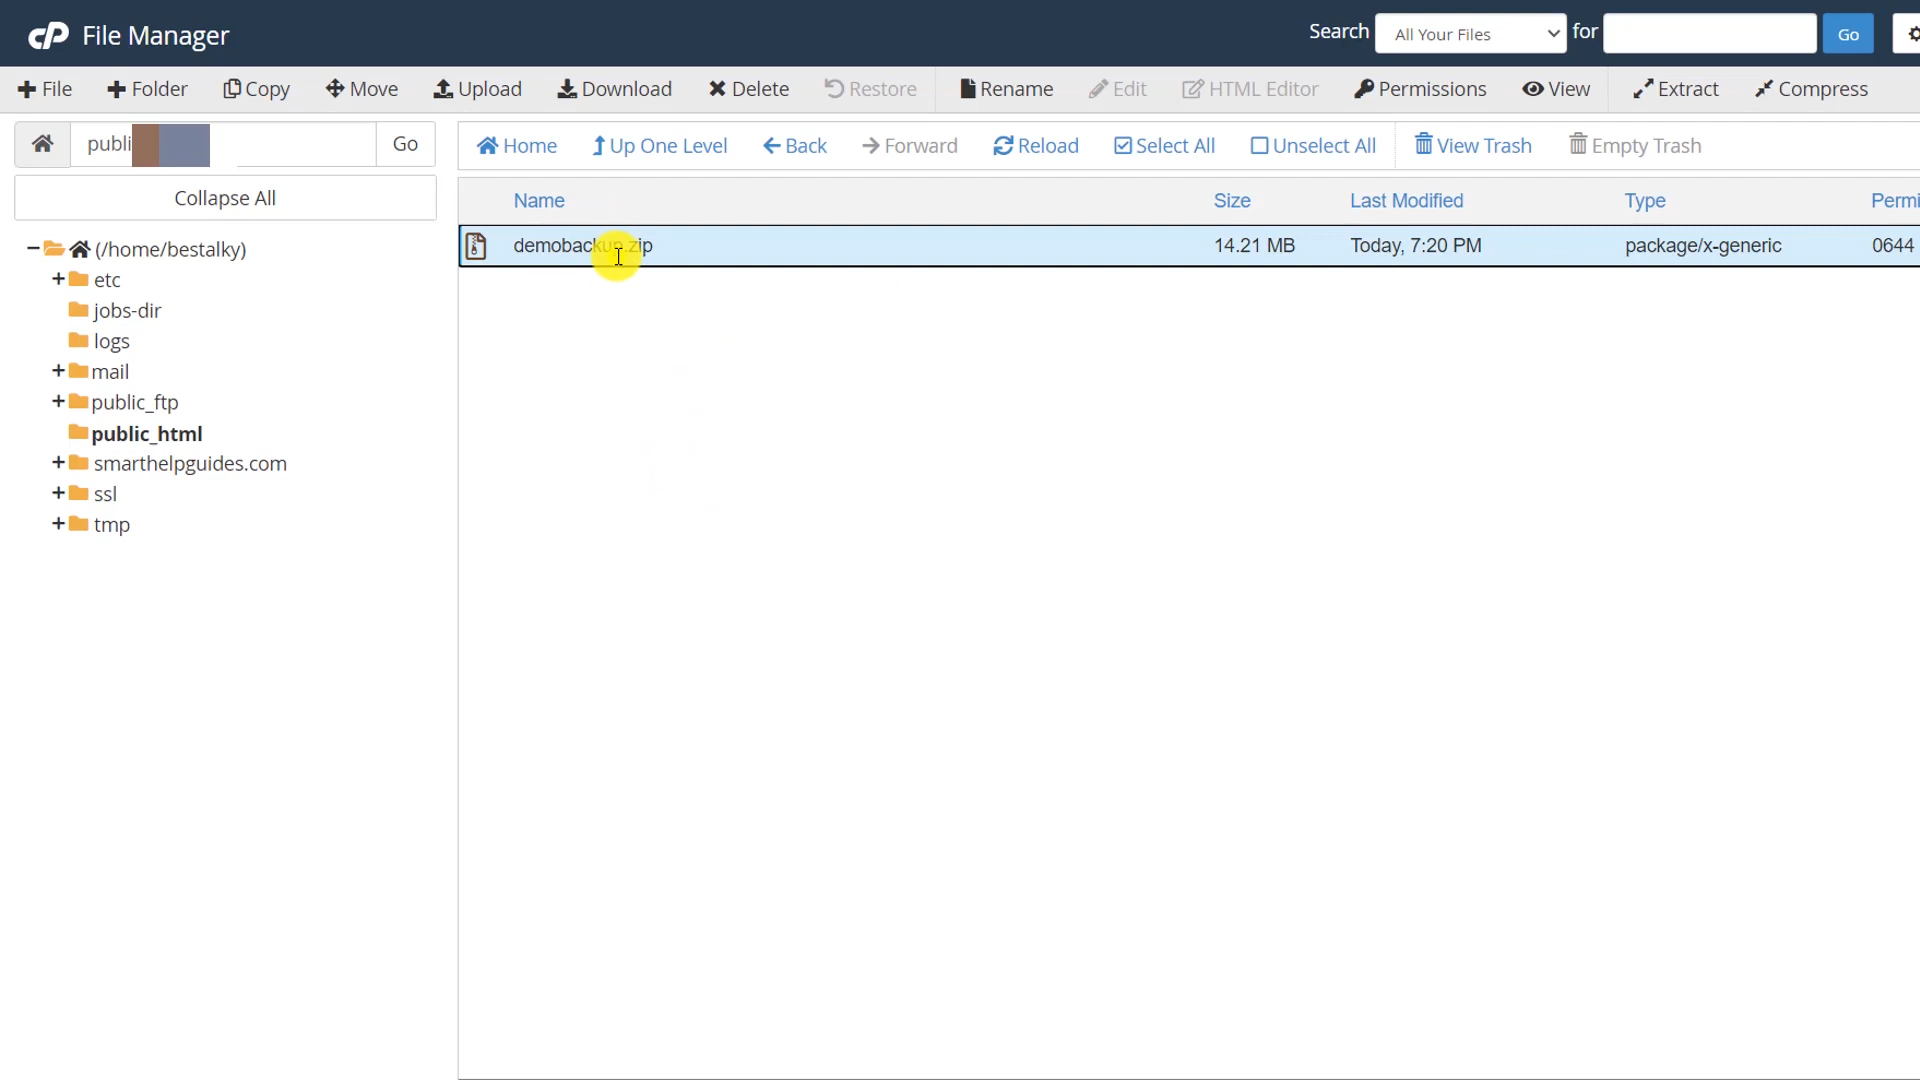 cP File Manager Search All Your Files for Go
File Folder Copy Move Upload Download Delete Restore Rename Edit HTML Editor Permissions View Extract Compress
publi Go Home Up One Level Back Forward Reload Select All Unselect All View Trash Empty Trash
Collapse All
Name Size Last Modified Type Permi
demobackup.zip 14.21 MB Today, 7:20 PM package/x-generic 0644
(/home/bestalky)
etc
jobs-dir
logs
mail
public_ftp
public_html
smarthelpguides.com
ssl
tmp